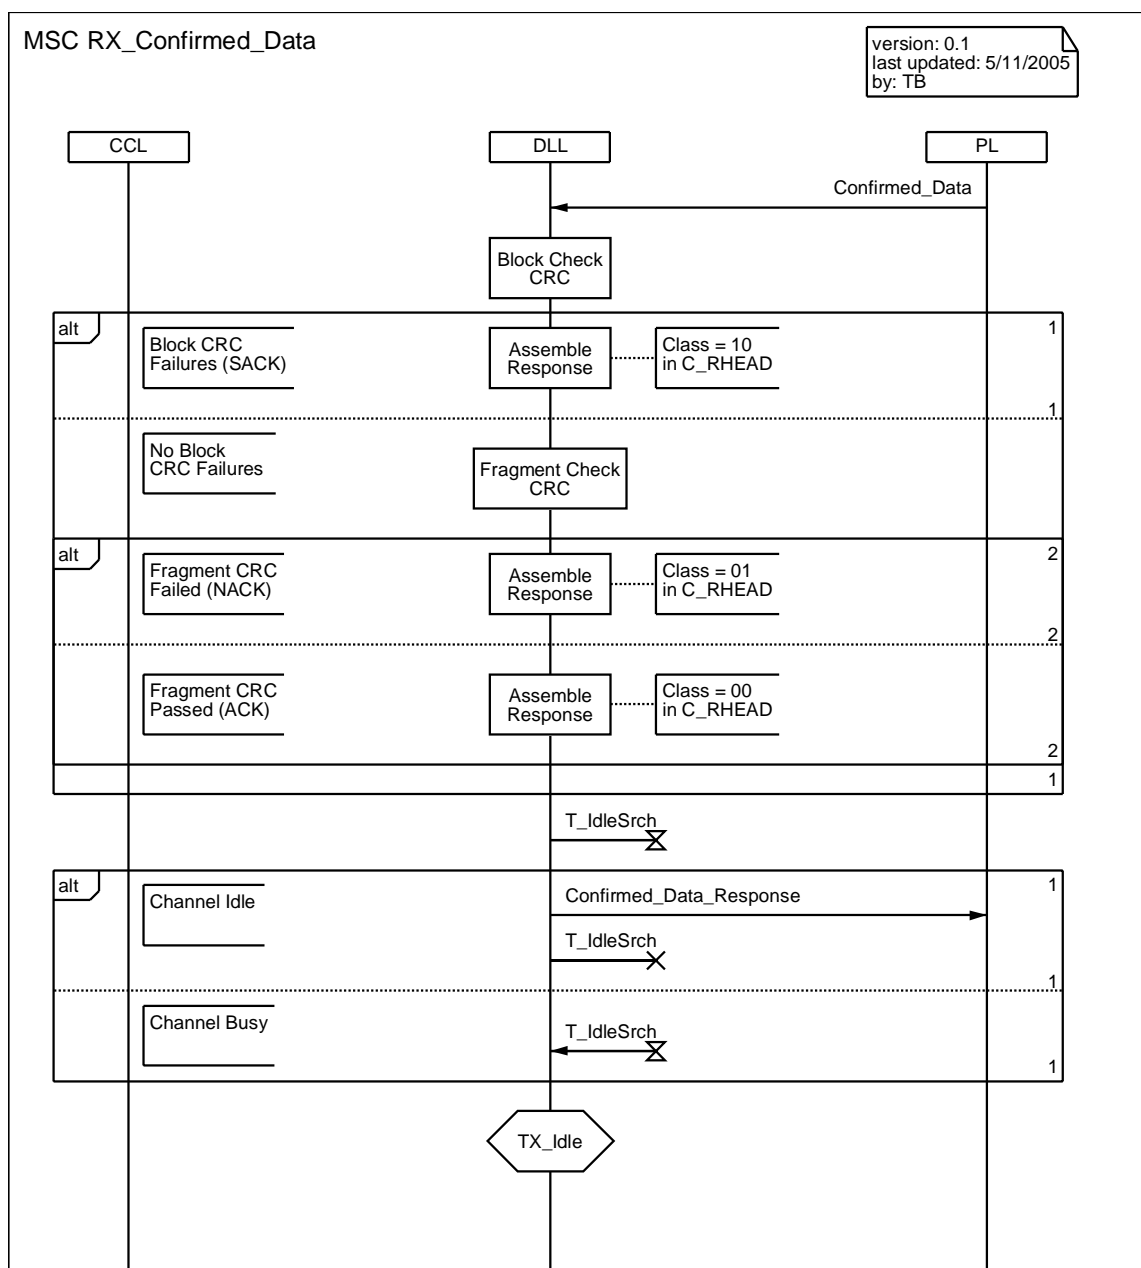 MSC RX_Confirmed_Data
version: 0.1
last updated: 5/11/2005
by: TB
CCL
DLL
PL
Confirmed_Data
Block Check
CRC
alt
1
Block CRC
Failures (SACK)
Assemble
Response
Class = 10
in C_RHEAD
1
No Block
CRC Failures
Fragment Check
CRC
alt
2
Fragment CRC
Failed (NACK)
Assemble
Response
Class = 01
in C_RHEAD
2
Fragment CRC
Passed (ACK)
Assemble
Response
Class = 00
in C_RHEAD
2
1
T_IdleSrch
alt
1
Channel Idle
Confirmed_Data_Response
T_IdleSrch
1
Channel Busy
T_IdleSrch
1
TX_Idle